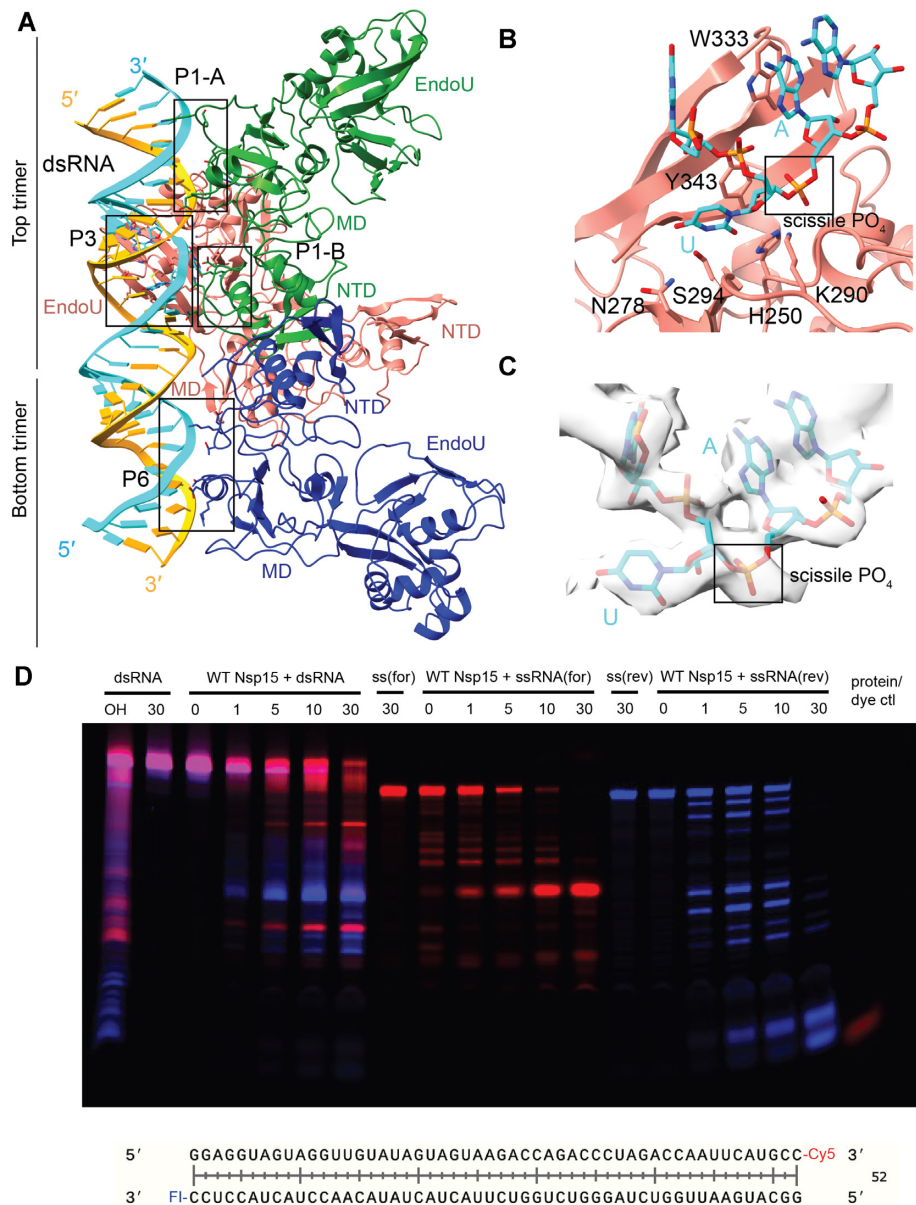 A
Top trimer
Bottom trimer
3′
5′
P1-A
dsRNA
EndoU
MD
P3
P1-B
NTD
EndoU
NTD
MD
NTD
EndoU
P6
MD
5′
3′
B
W333
A
Y343
scissile PO4
U
N278
S294
K290
H250
C
A
scissile PO4
U
D
dsRNA WT Nsp15 + dsRNA ss(for) WT Nsp15 + ssRNA(for) ss(rev) WT Nsp15 + ssRNA(rev) protein/
dye ctl
OH 30 0 1 5 10 30 30 0 1 5 10 30 30 0 1 5 10 30
5′ GGAGGUAGUAGGUUGUAUAGUAGUAAGACCAGACCCUAGACCAAUUCAUGCC-Cy5 3′
52
3′ Fl-CCUCCAUCAUCCAACAUAUCAUCAUUCUGGUCUGGGAUCUGGUUAAGUACGG 5′